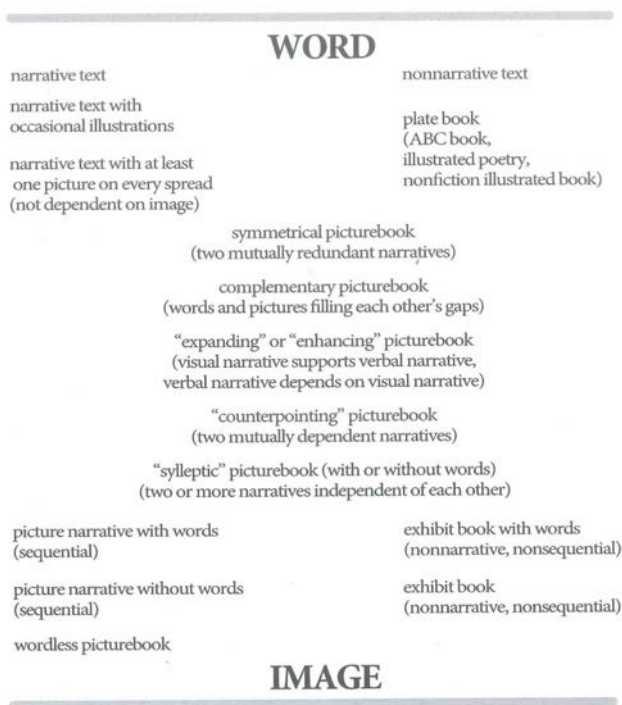 WORD
narrative text
nonnarrative text
narrative text with
occasional illustrations
plate book
(ABC book,
illustrated poetry,
nonfiction illustrated book)
narrative text with at least
one picture on every spread
(not dependent on image)
symmetrical picturebook
(two mutually redundant narratives)
complementary picturebook
(words and pictures filling each other's gaps)
“expanding” or “enhancing” picturebook
(visual narrative supports verbal narrative,
verbal narrative depends on visual narrative)
“counterpointing” picturebook
(two mutually dependent narratives)
“sylleptic” picturebook (with or without words)
(two or more narratives independent of each other)
picture narrative with words
(sequential)
exhibit book with words
(nonnarrative, nonsequential)
picture narrative without words
(sequential)
exhibit book
(nonnarrative, nonsequential)
wordless picturebook
IMAGE